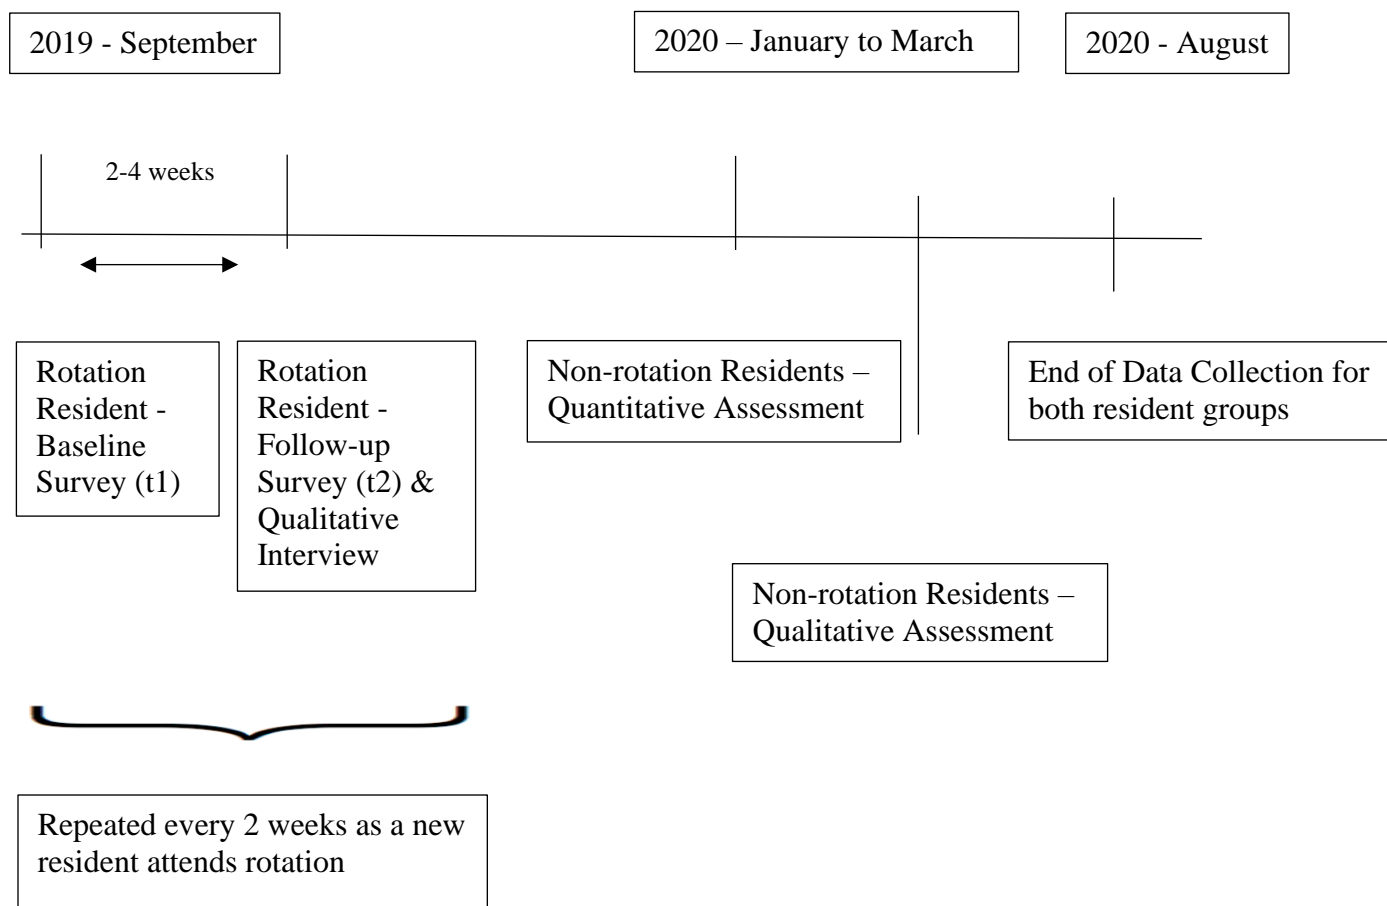 2019 - September
2020 – January to March
2020 - August
2-4 weeks
Rotation
Resident -
Baseline
Survey (t1)
Rotation
Resident -
Follow-up
Survey (t2) &
Qualitative
Interview
Non-rotation Residents –
Quantitative Assessment
End of Data Collection for
both resident groups
Non-rotation Residents –
Qualitative Assessment
Repeated every 2 weeks as a new
resident attends rotation